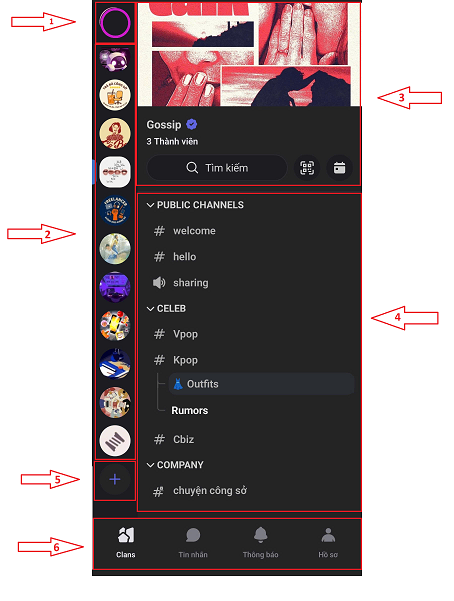 1
3
Gossip
3 Thành viên
Tìm kiếm
PUBLIC CHANNELS
# welcome
2
# hello
sharing
CELEB
4
# Vpop
# Kpop
Outfits
Rumors
# Cbiz
COMPANY
5
+
# chuyện công sở
6
Clans
Tin nhắn
Thông báo
Hồ sơ